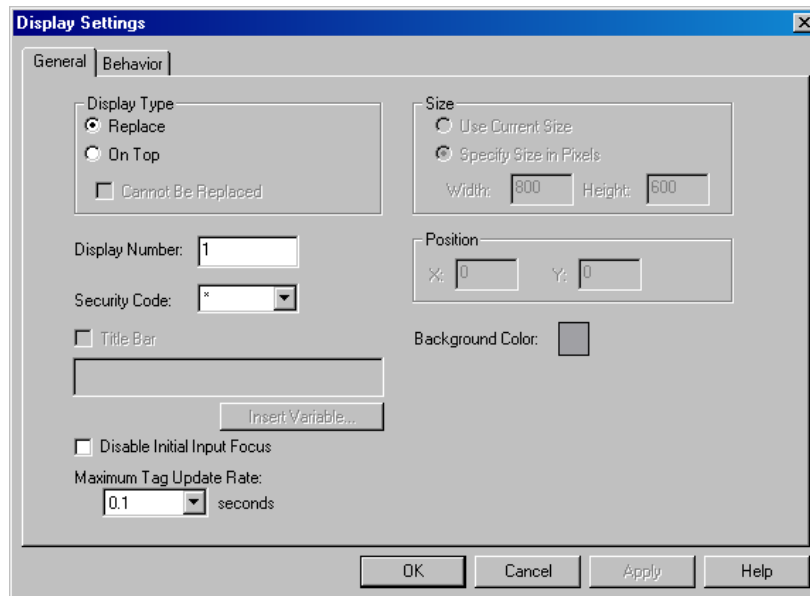 Display Settings
General Behavior
Display Type
Replace
On Top
Cannot Be Replaced
Size
Use Current Size
Specify Size in Pixels
Width: 800 Height: 600
Display Number: 1
Position
X: 0 Y: 0
Security Code: *
Title Bar
Background Color:
Insert Variable...
Disable Initial Input Focus
Maximum Tag Update Rate:
0.1 seconds
OK Cancel Apply Help